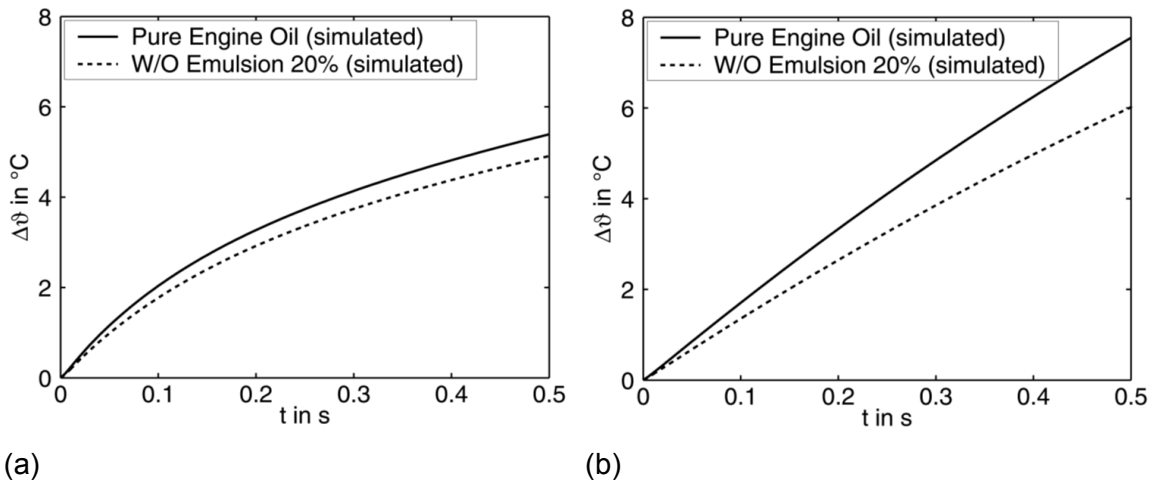 8
Pure Engine Oil (simulated)
W/O Emulsion 20% (simulated)
6
4
2
0
Δϑ in °C
0 0.1 0.2 0.3 0.4 0.5
t in s
(a)
8
Pure Engine Oil (simulated)
W/O Emulsion 20% (simulated)
6
4
2
0
Δϑ in °C
0 0.1 0.2 0.3 0.4 0.5
t in s
(b)